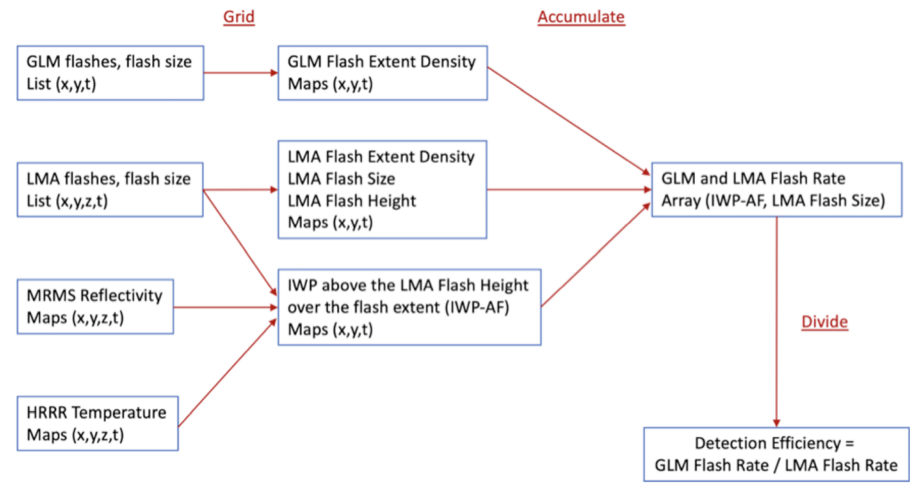 Grid
Accumulate
GLM flashes, flash size
List (x,y,t)
GLM Flash Extent Density
Maps (x,y,t)
LMA flashes, flash size
List (x,y,z,t)
LMA Flash Extent Density
LMA Flash Size
LMA Flash Height
Maps (x,y,t)
GLM and LMA Flash Rate
Array (IWP-AF, LMA Flash Size)
MRMS Reflectivity
Maps (x,y,z,t)
IWP above the LMA Flash Height
over the flash extent (IWP-AF)
Maps (x,y,t)
Divide
HRRR Temperature
Maps (x,y,z,t)
Detection Efficiency =
GLM Flash Rate / LMA Flash Rate